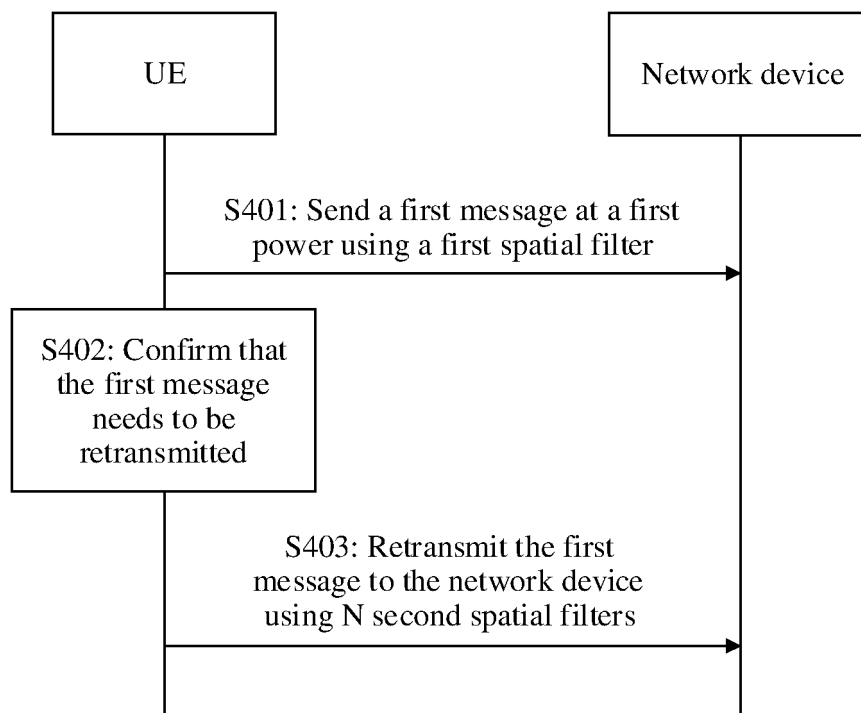 UE
Network device
S401: Send a first message at a first
power using a first spatial filter
S402: Confirm that
the first message
needs to be
retransmitted
S403: Retransmit the first
message to the network device
using N second spatial filters